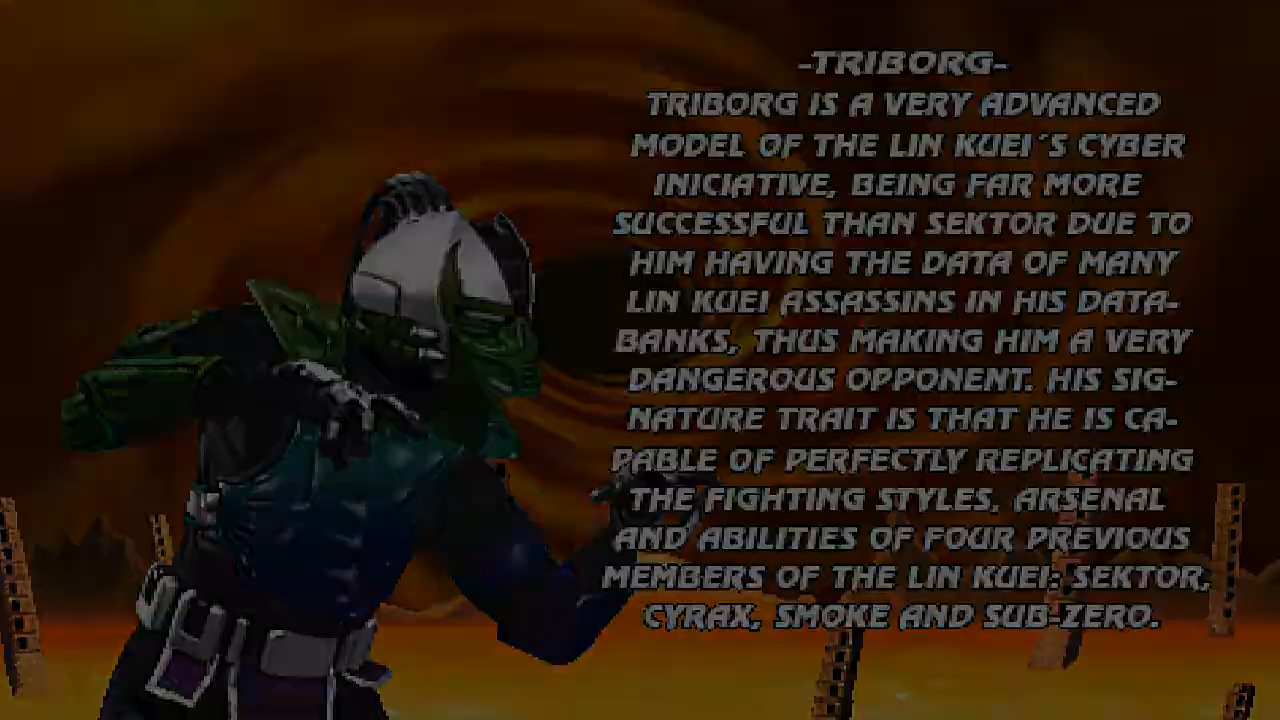 -TRIBORG-
TRIBORG IS A VERY ADVANCED
MODEL OF THE LIN KUEI´S CYBER
INICIATIVE, BEING FAR MORE
SUCCESSFUL THAN SEKTOR DUE TO
HIM HAVING THE DATA OF MANY
LIN KUEI ASSASSINS IN HIS DATA-
BANKS, THUS MAKING HIM A VERY
DANGEROUS OPPONENT. HIS SIG-
NATURE TRAIT IS THAT HE IS CA-
PABLE OF PERFECTLY REPLICATING
THE FIGHTING STYLES, ARSENAL
AND ABILITIES OF FOUR PREVIOUS
MEMBERS OF THE LIN KUEI: SEKTOR,
CYRAX, SMOKE AND SUB-ZERO.